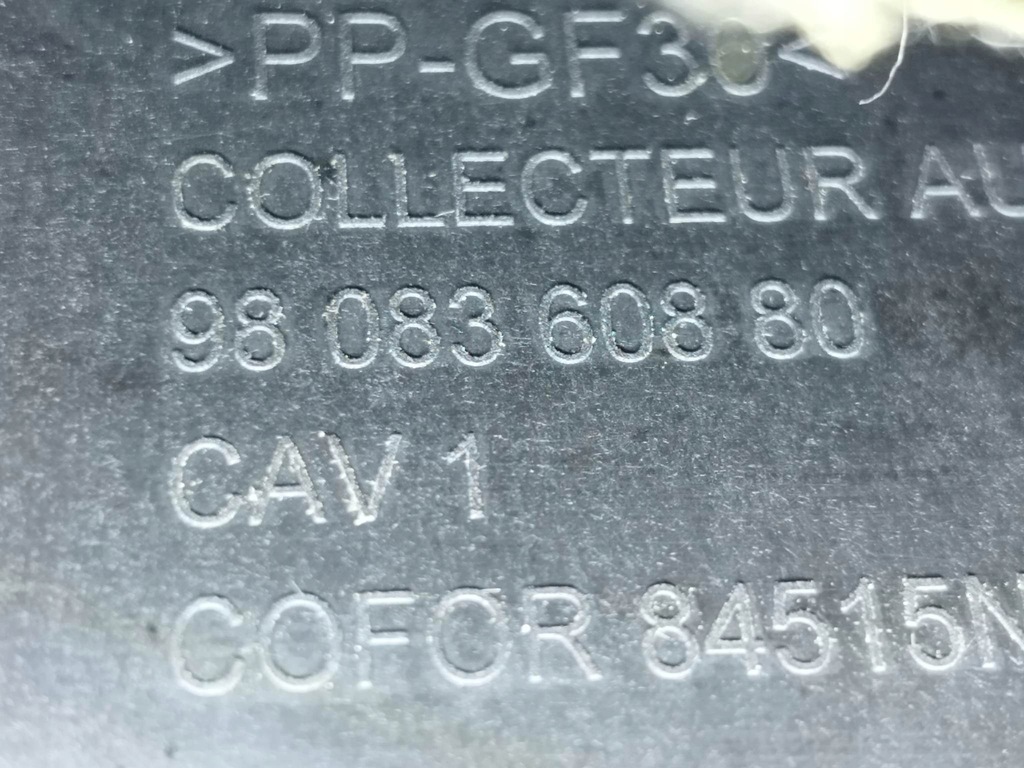 >PP-GF30<
COLLECTEUR AU
98 083 608 80
CAV 1
COFOR 84515N